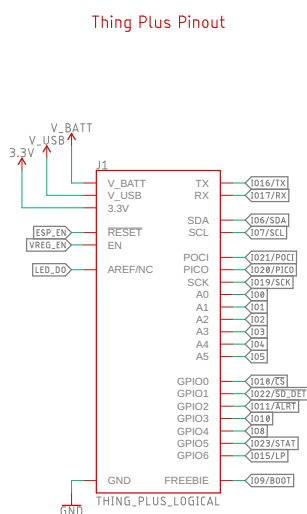 Thing Plus Pinout
V_BATT
V_USB
3.3V
J1
V_BATT TX IO16/TX
V_USB RX IO17/RX
3.3V
SDA IO6/SDA
ESP_EN RESET SCL IO7/SCL
VREG_EN EN
POCI IO21/POCI
LED_DO AREF/NC PICO IO20/PICO
SCK IO19/SCK
A0 IO0
A1 IO1
A2 IO2
A3 IO3
A4 IO4
A5 IO5
GPIO0 IO18/CS
GPIO1 IO22/SD_DET
GPIO2 IO11/ALRT
GPIO3 IO10
GPIO4 IO8
GPIO5 IO23/STAT
GPIO6 IO15/LP
GND FREEBIE IO9/BOOT
THING_PLUS_LOGICAL
GND